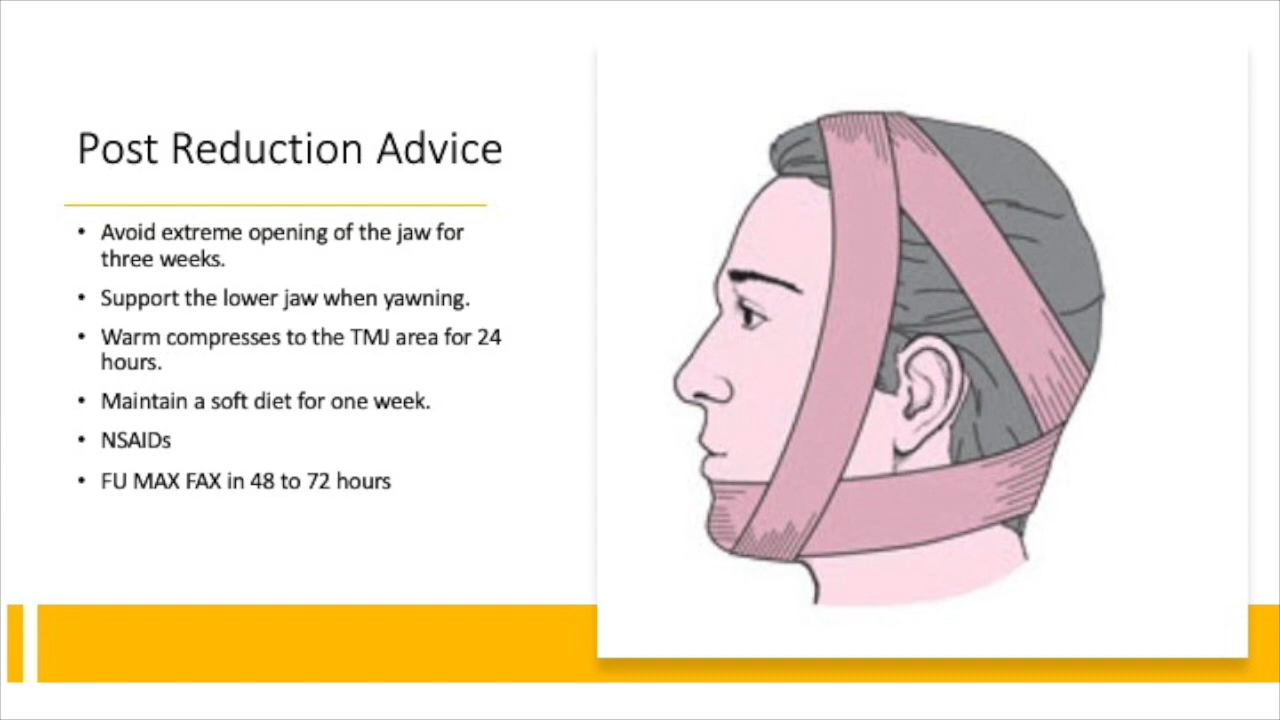 Post Reduction Advice
• Avoid extreme opening of the jaw for
three weeks.
• Support the lower jaw when yawning.
• Warm compresses to the TMJ area for 24
hours.
• Maintain a soft diet for one week.
• NSAIDs
• FU MAX FAX in 48 to 72 hours